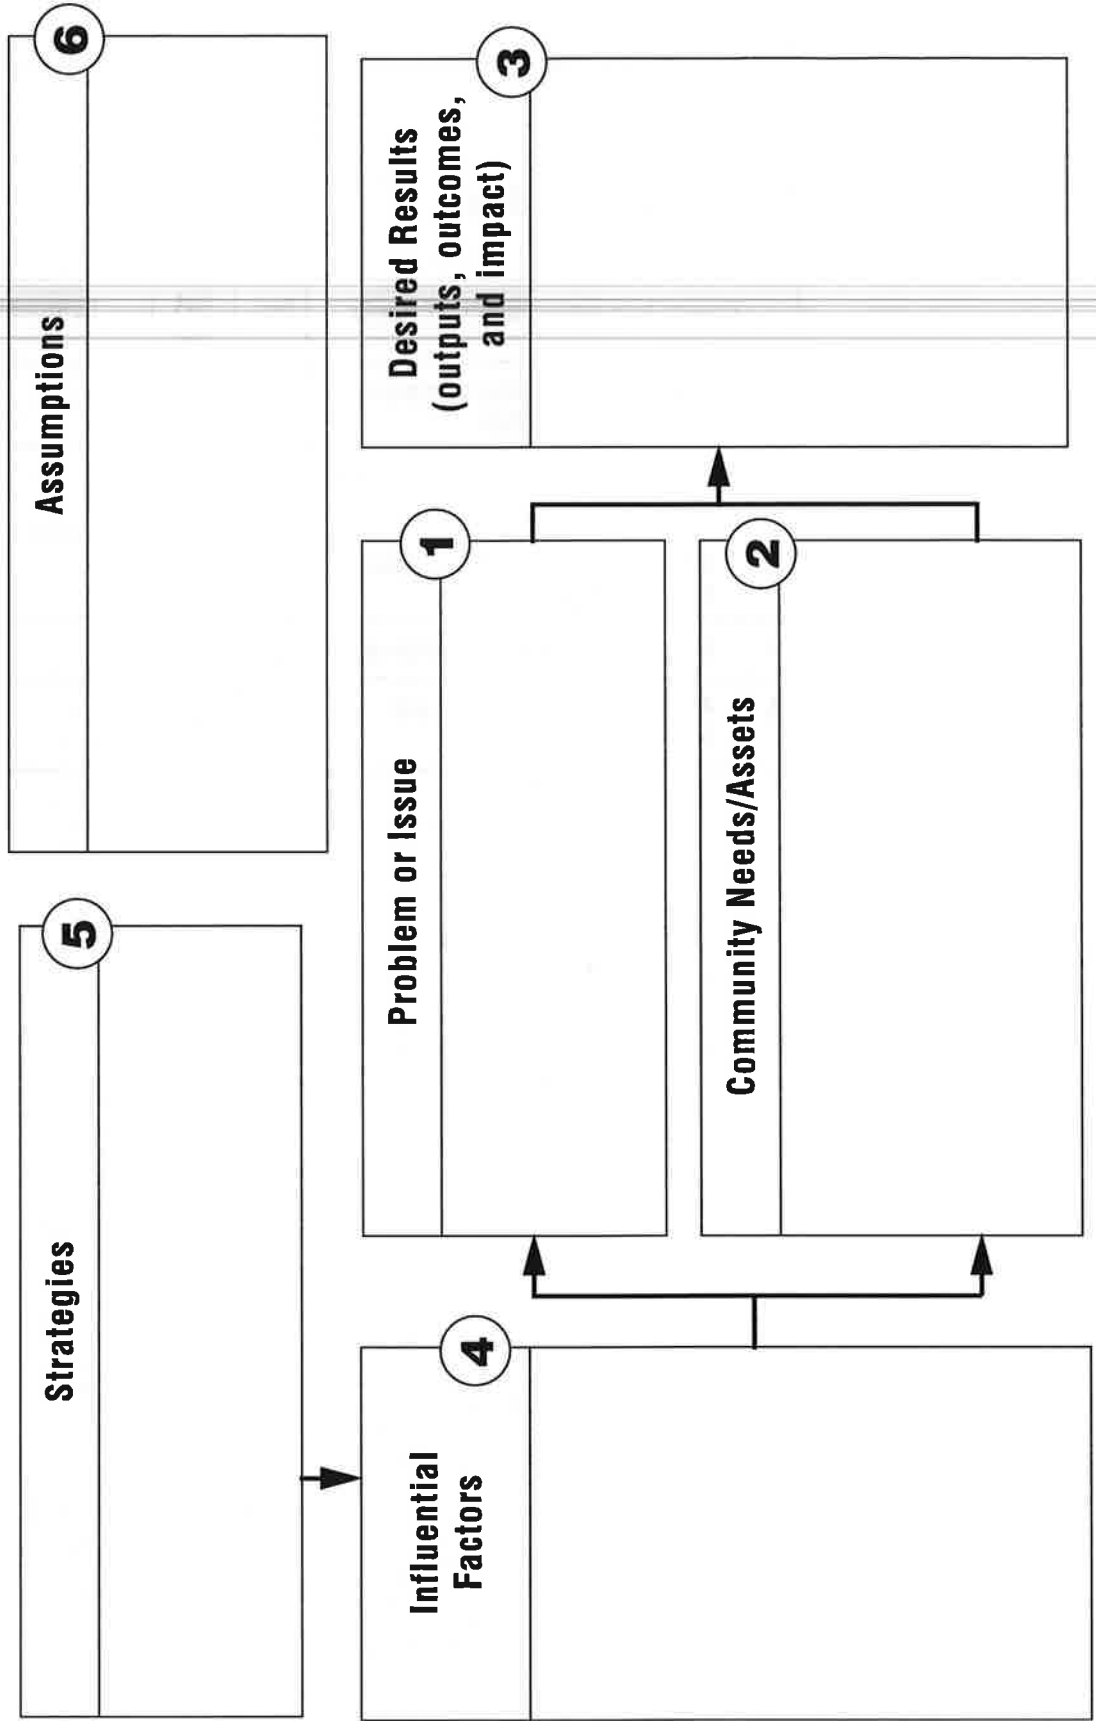 Strategies
5
Assumptions
6
Influential
Factors
4
Problem or Issue
1
Community Needs/Assets
2
Desired Results
(outputs, outcomes,
and impact)
3